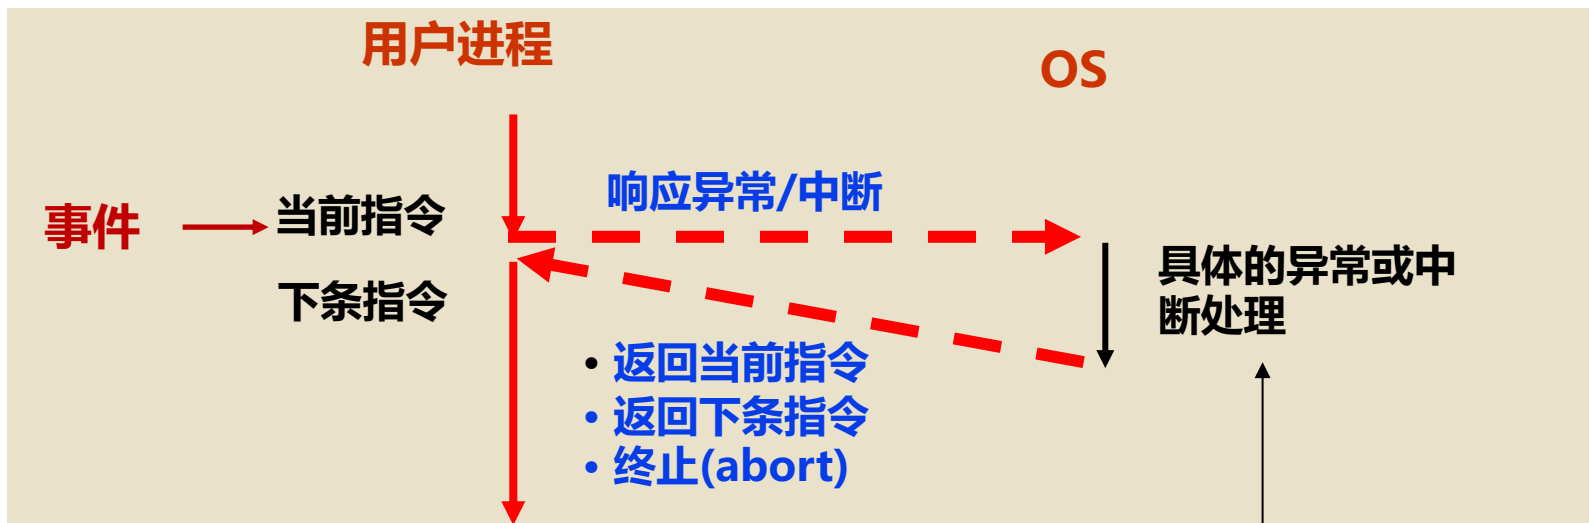 用户进程
OS
响应异常/中断
事件
当前指令
具体的异常或中
断处理
下条指令
• 返回当前指令
• 返回下条指令
• 终止(abort)